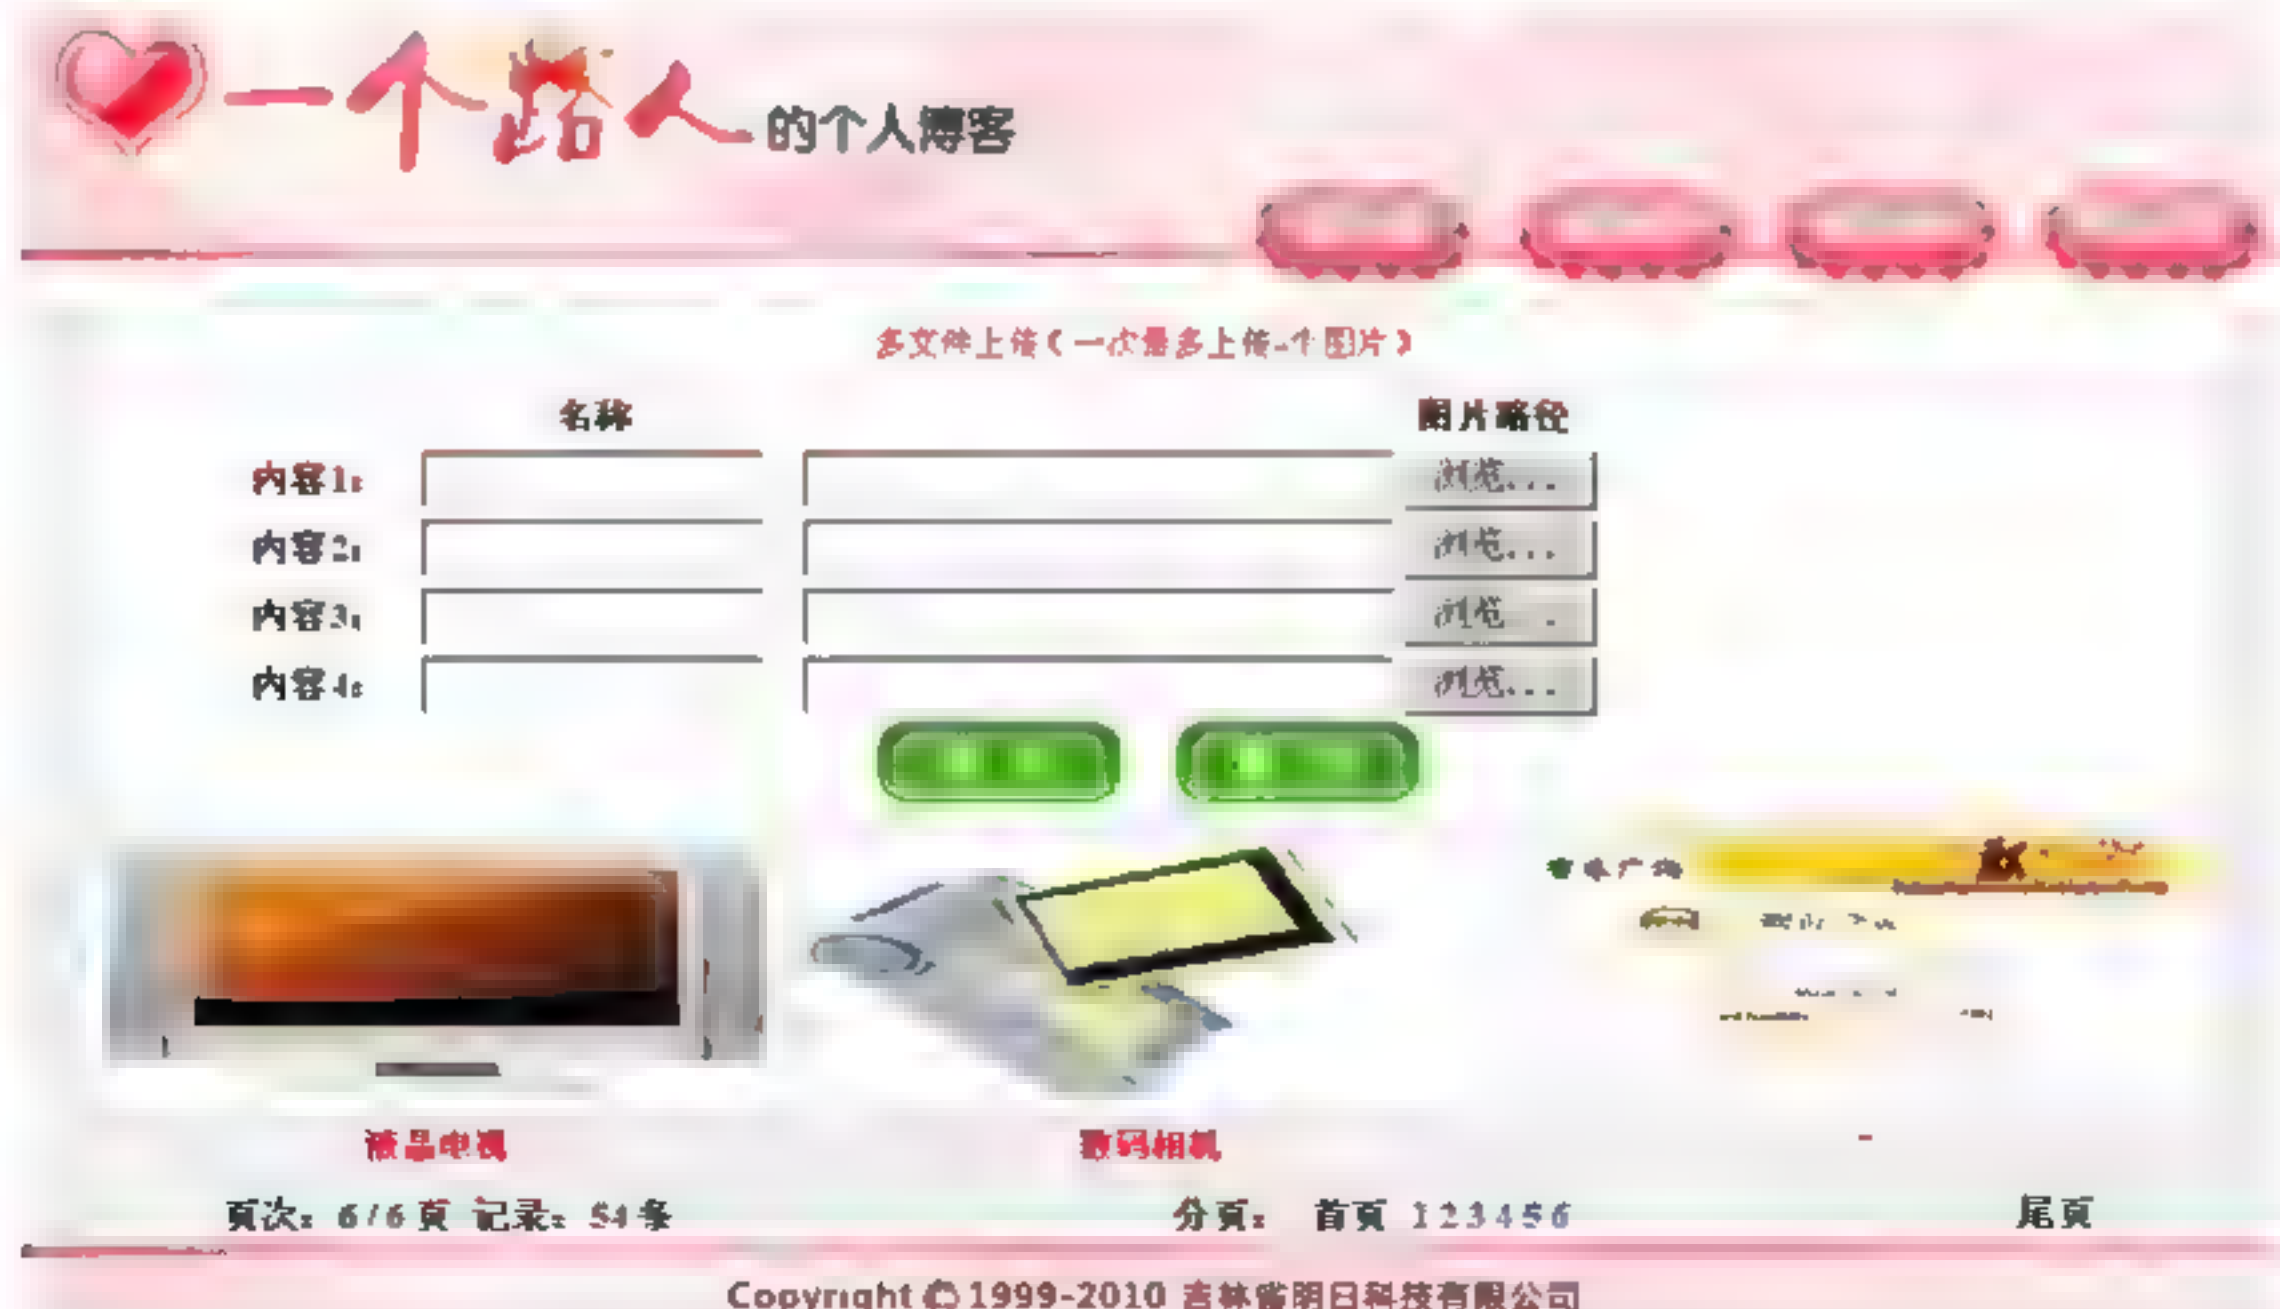 一个路人 的个人博客
多文件上传(一次最多上传 个图片)
名称 图片路径
内容1: 浏览...
内容2: 浏览...
内容3: 浏览...
内容4: 浏览...
液晶电视 数码相机
页次: 6/6页 记录: 54条 分页: 首页 1 2 3 4 5 6 尾页
Copyright © 1999-2010 吉林省明日科技有限公司